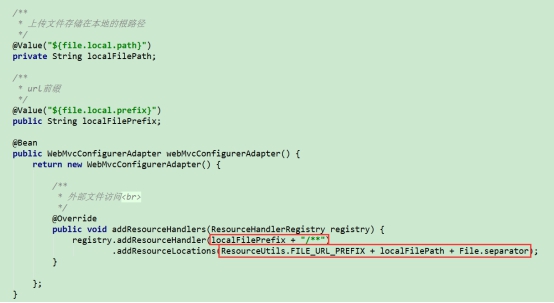 /**
 * 上传文件存储在本地的根路径
 */
@Value("${file.local.path}")
private String localFilePath;
/**
 * url前缀
 */
@Value("${file.local.prefix}")
public String localFilePrefix;
@Bean
public WebMvcConfigurerAdapter webMvcConfigurerAdapter() {
    return new WebMvcConfigurerAdapter() {
        /**
         * 外部文件访问<br>
         */
        @Override
        public void addResourceHandlers(ResourceHandlerRegistry registry) {
            registry.addResourceHandler(localFilePrefix + "/**")
                    .addResourceLocations(ResourceUtils.FILE_URL_PREFIX + localFilePath + File.separator);
        }
    };
}